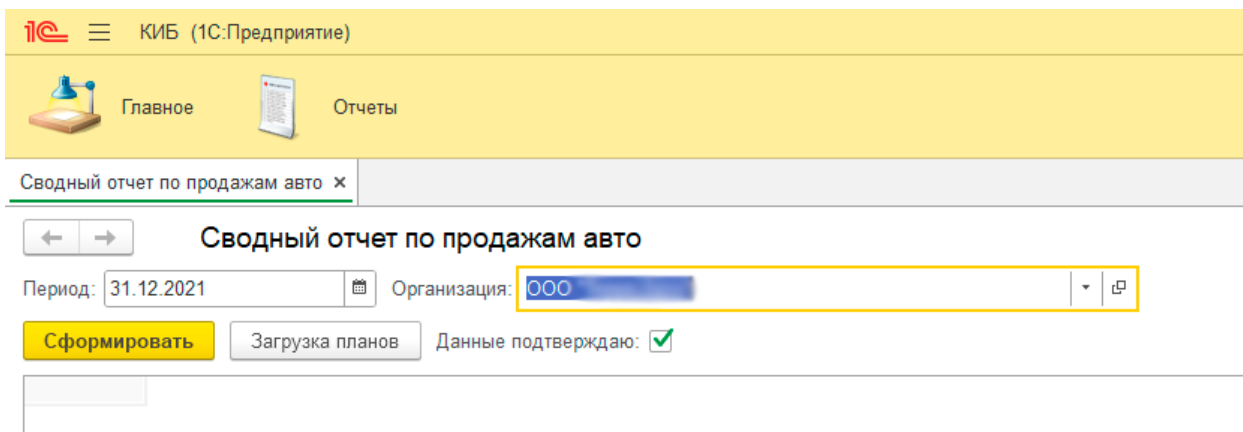 1С КИБ (1С:Предприятие)
Главное Отчеты
Сводный отчет по продажам авто ×
Сводный отчет по продажам авто
Период: 31.12.2021 Организация: ООО
Сформировать Загрузка планов Данные подтверждаю: